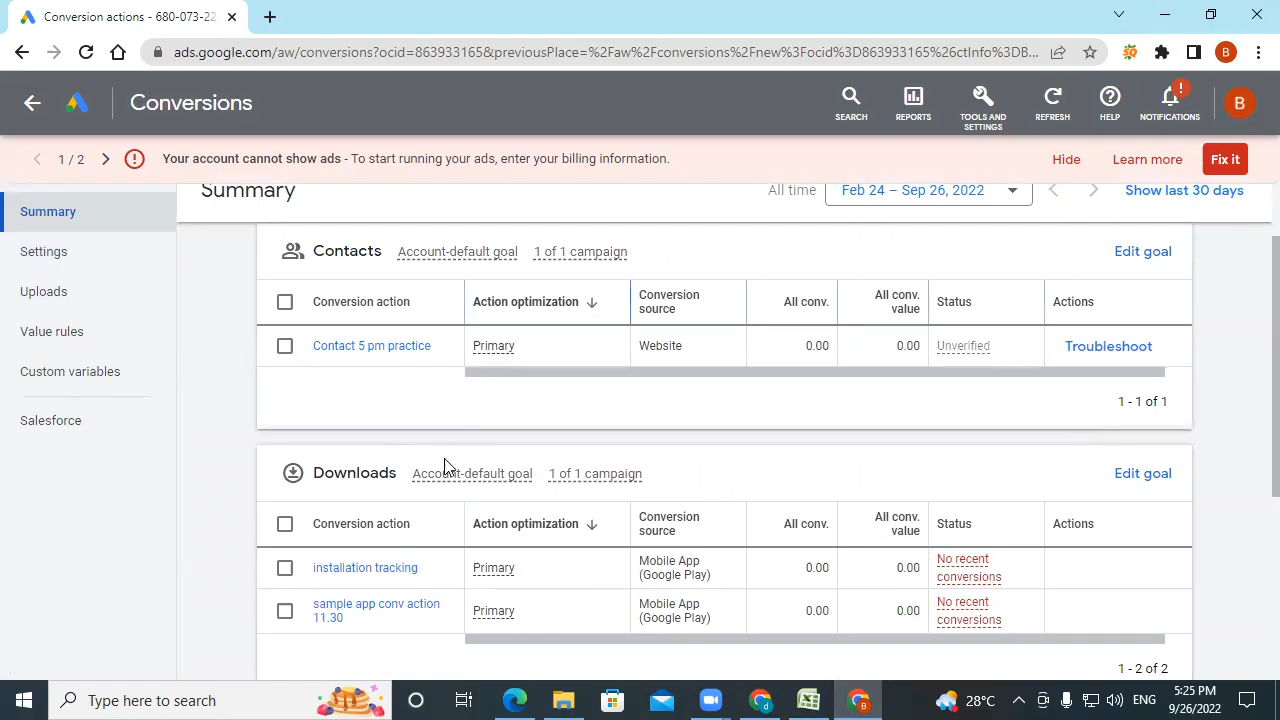 Conversion actions - 680-073-22
ads.google.com/aw/conversions?ocid=863933165&previousPlace=%2Faw%2Fconversions%2Fnew%3Focid%3D863933165%26ctInfo%3DB...
B
Conversions
SEARCH
REPORTS
TOOLS AND
SETTINGS
REFRESH
HELP
NOTIFICATIONS
B
1 / 2
Your account cannot show ads - To start running your ads, enter your billing information.
Hide
Learn more
Fix it
Summary
Settings
Uploads
Value rules
Custom variables
Salesforce
Summary
All time
Feb 24 – Sep 26, 2022
Show last 30 days
Contacts
Account-default goal
1 of 1 campaign
Edit goal
Conversion action
Action optimization
Conversion
source
All conv.
All conv.
value
Status
Actions
Contact 5 pm practice
Primary
Website
0.00
0.00
Unverified
Troubleshoot
1 - 1 of 1
Downloads
Account-default goal
1 of 1 campaign
Edit goal
Conversion action
Action optimization
Conversion
source
All conv.
All conv.
value
Status
Actions
installation tracking
Primary
Mobile App
(Google Play)
0.00
0.00
No recent
conversions
sample app conv action
11.30
Primary
Mobile App
(Google Play)
0.00
0.00
No recent
conversions
1 - 2 of 2
Type here to search
28°C
ENG
5:25 PM
9/26/2022